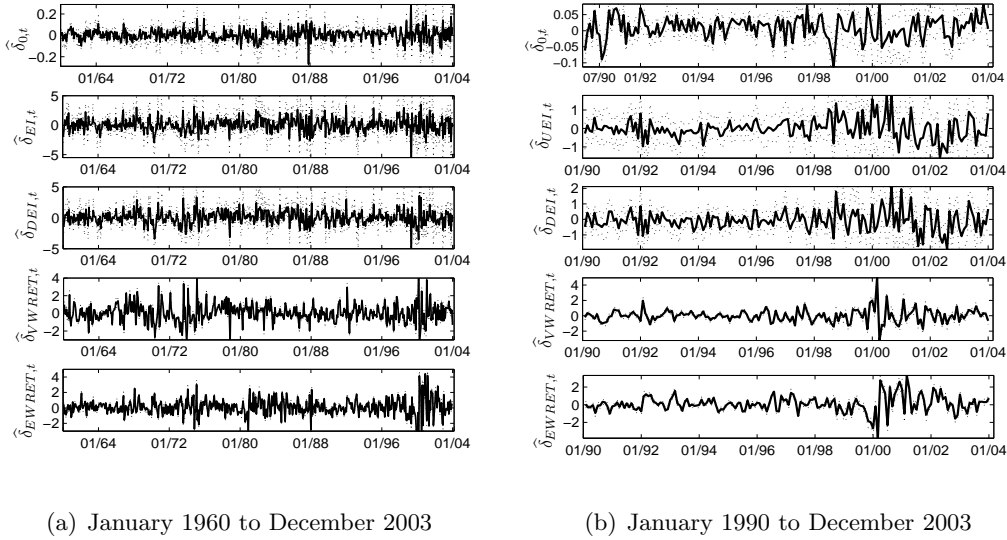 0.2
0
−0.2
δ̂0,t
01/64 01/72 01/80 01/88 01/96 01/04
5
0
−5
δ̂EI,t
01/64 01/72 01/80 01/88 01/96 01/04
5
0
−5
δ̂DEI,t
01/64 01/72 01/80 01/88 01/96 01/04
4
2
0
−2
δ̂VWRET,t
01/64 01/72 01/80 01/88 01/96 01/04
4
2
0
−2
δ̂EWRET,t
01/64 01/72 01/80 01/88 01/96 01/04
(a) January 1960 to December 2003
0.05
0
−0.05
−0.1
δ̂0,t
07/90 01/92 01/94 01/96 01/98 01/00 01/02 01/04
1
0
−1
δ̂UEI,t
01/90 01/92 01/94 01/96 01/98 01/00 01/02 01/04
2
1
0
−1
δ̂DEI,t
01/90 01/92 01/94 01/96 01/98 01/00 01/02 01/04
4
2
0
−2
δ̂VWRET,t
01/90 01/92 01/94 01/96 01/98 01/00 01/02 01/04
2
0
−2
δ̂EWRET,t
01/90 01/92 01/94 01/96 01/98 01/00 01/02 01/04
(b) January 1990 to December 2003